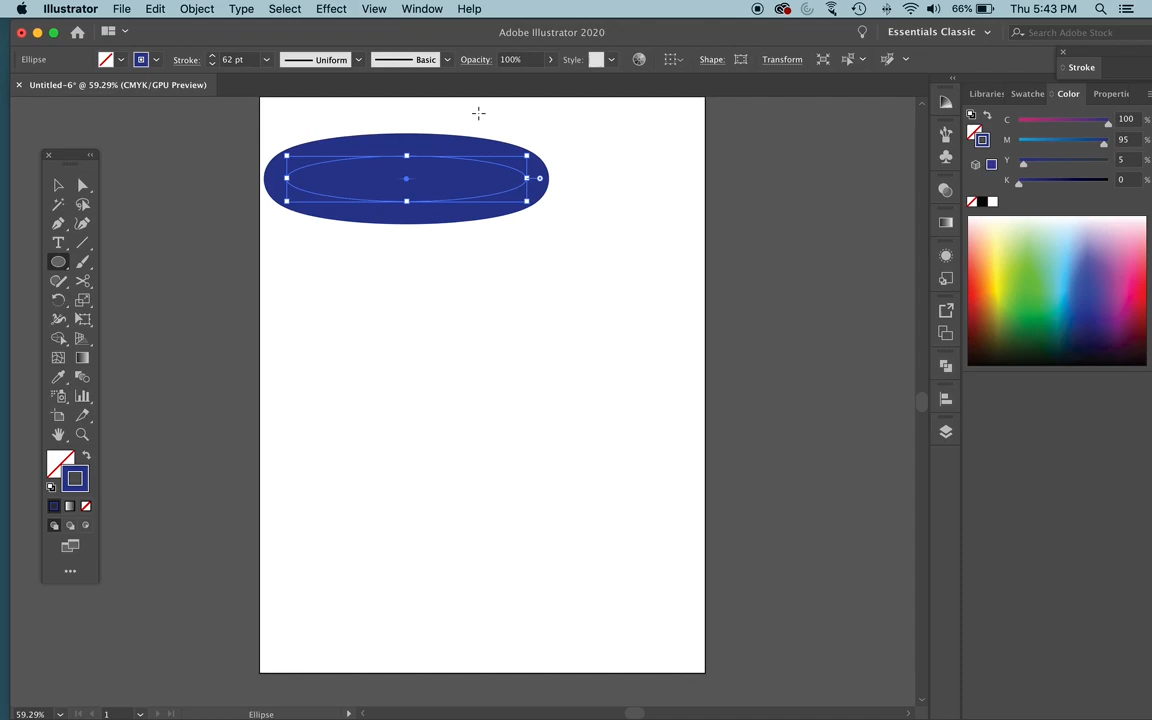 Illustrator File Edit Object Type Select Effect View Window Help 66% Thu 5:43 PM
Adobe Illustrator 2020 Essentials Classic Search Adobe Stock
Ellipse Stroke: 62 pt Uniform Basic Opacity: 100% Style: Shape: Transform
Stroke
Untitled-6* @ 59.29% (CMYK/GPU Preview)
Libraries Swatche Color Properti
C 100 %
M 95 %
Y 5 %
K 0 %
T
59.29% 1 Ellipse